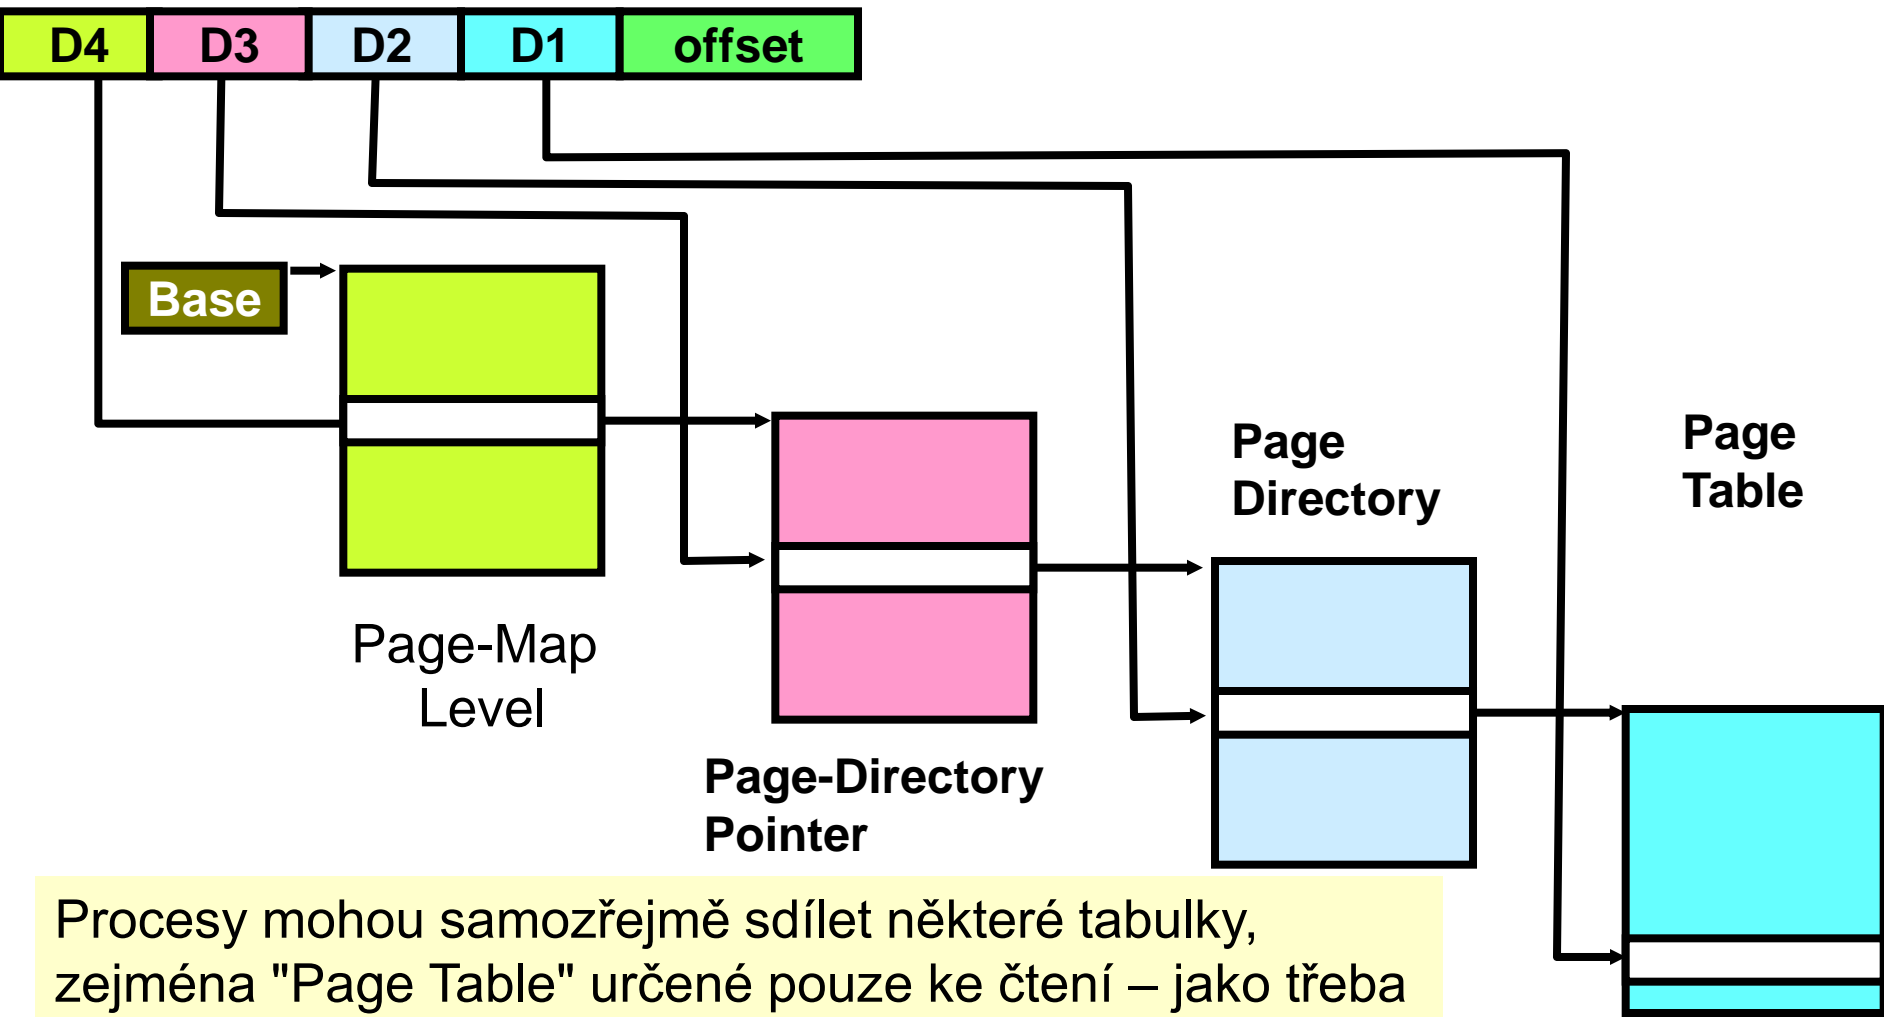 D4 D3 D2 D1 offset
Base
Page-Map
Level
Page-Directory
Pointer
Page
Directory
Page
Table
Procesy mohou samozřejmě sdílet některé tabulky,
zejména "Page Table" určené pouze ke čtení – jako třeba